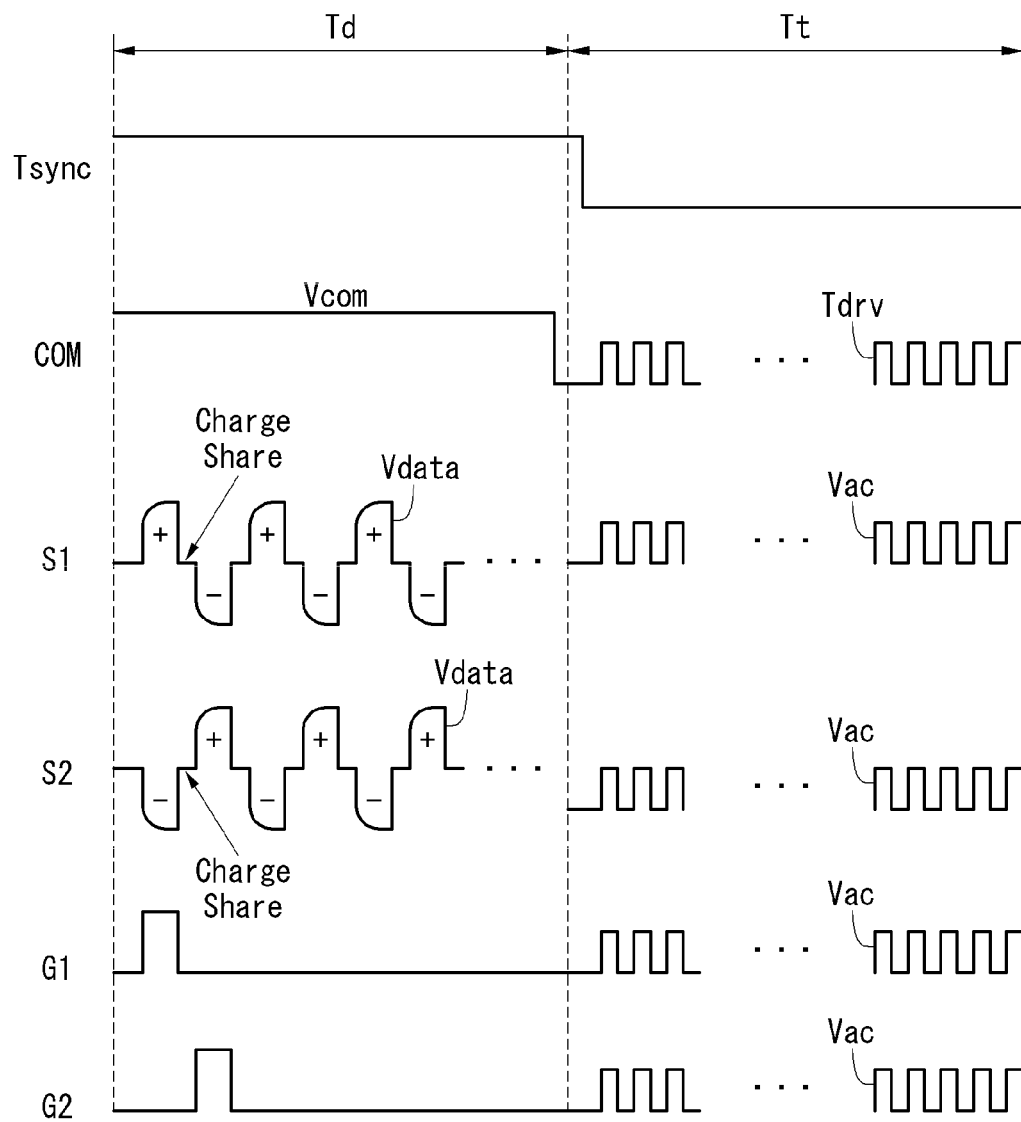 Td
Tt
Tsync
Vcom
Tdrv
COM
. . .
Charge
Share
Vdata
Vac
S1
+
+
+
−
−
−
. . .
. . .
Vdata
Vac
S2
+
+
+
−
−
−
. . .
. . .
Charge
Share
Vac
G1
. . .
Vac
G2
. . .